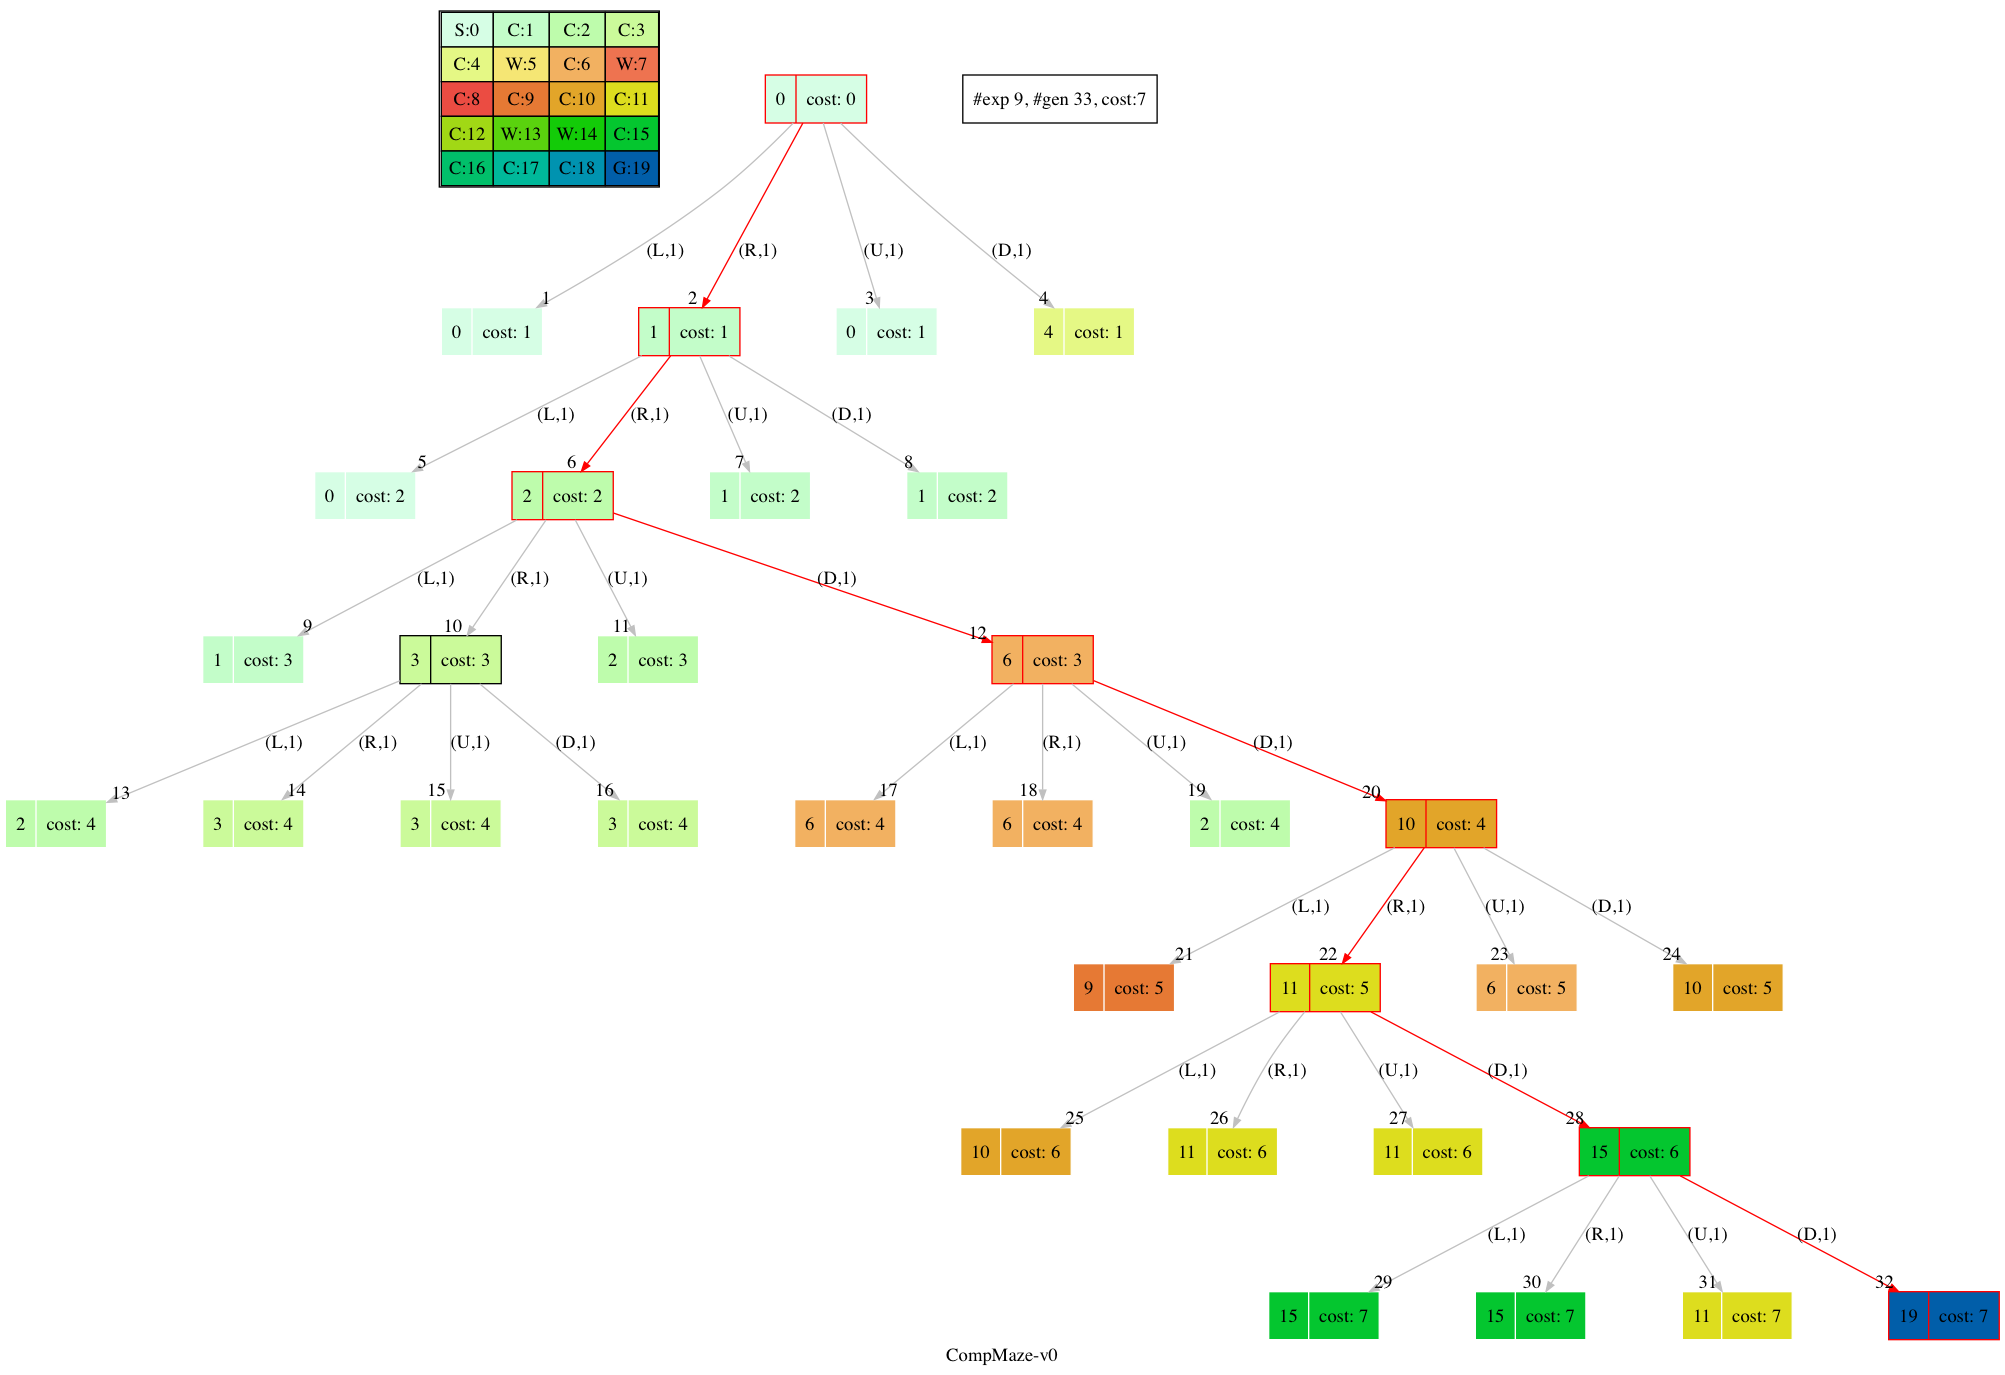 S:0 C:1 C:2 C:3
C:4 W:5 C:6 W:7
C:8 C:9 C:10 C:11
C:12 W:13 W:14 C:15
C:16 C:17 C:18 G:19
0 cost: 0
#exp 9, #gen 33, cost:7
(L,1) (R,1) (U,1) (D,1)
1 2 3 4
0 cost: 1 1 cost: 1 0 cost: 1 4 cost: 1
(L,1) (R,1) (U,1) (D,1)
5 6 7 8
0 cost: 2 2 cost: 2 1 cost: 2 1 cost: 2
(L,1) (R,1) (U,1) (D,1)
9 10 11 12
1 cost: 3 3 cost: 3 2 cost: 3 6 cost: 3
(L,1) (R,1) (U,1) (D,1) (L,1) (R,1) (U,1) (D,1)
13 14 15 16 17 18 19 20
2 cost: 4 3 cost: 4 3 cost: 4 3 cost: 4 6 cost: 4 6 cost: 4 2 cost: 4 10 cost: 4
(L,1) (R,1) (U,1) (D,1)
21 22 23 24
9 cost: 5 11 cost: 5 6 cost: 5 10 cost: 5
(L,1) (R,1) (U,1) (D,1)
25 26 27 28
10 cost: 6 11 cost: 6 11 cost: 6 15 cost: 6
(L,1) (R,1) (U,1) (D,1)
29 30 31 32
15 cost: 7 15 cost: 7 11 cost: 7 19 cost: 7
CompMaze-v0